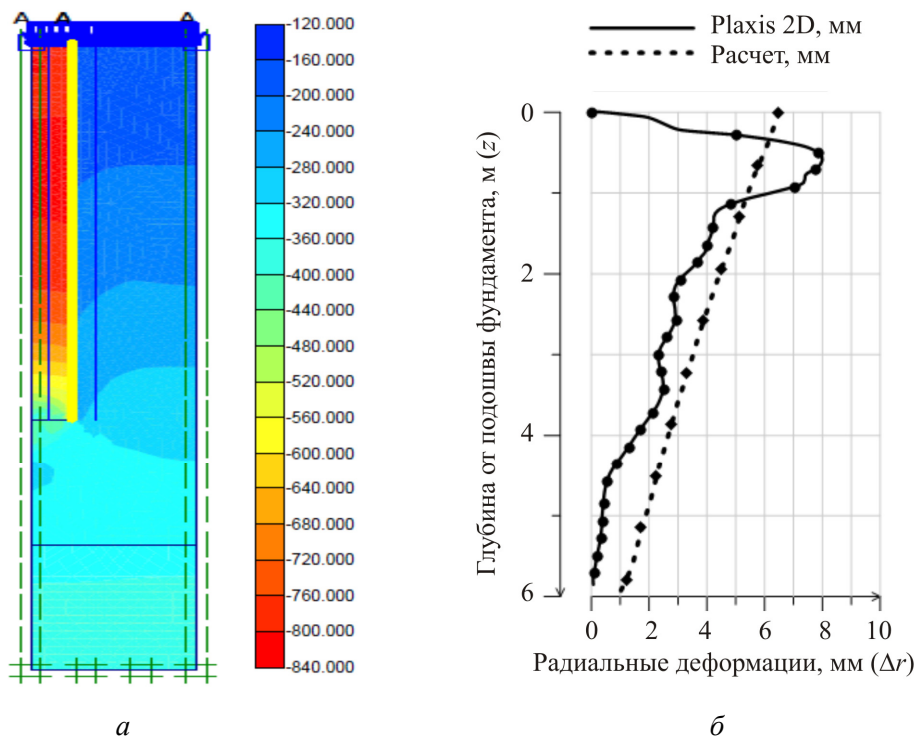 A A A
-120.000
-160.000
-200.000
-240.000
-280.000
-320.000
-360.000
-400.000
-440.000
-480.000
-520.000
-560.000
-600.000
-640.000
-680.000
-720.000
-760.000
-800.000
-840.000
а
Plaxis 2D, мм
Расчет, мм
Глубина от подошвы фундамента, м (z)
0
2
4
6
0 2 4 6 8 10
Радиальные деформации, мм (Δr)
б